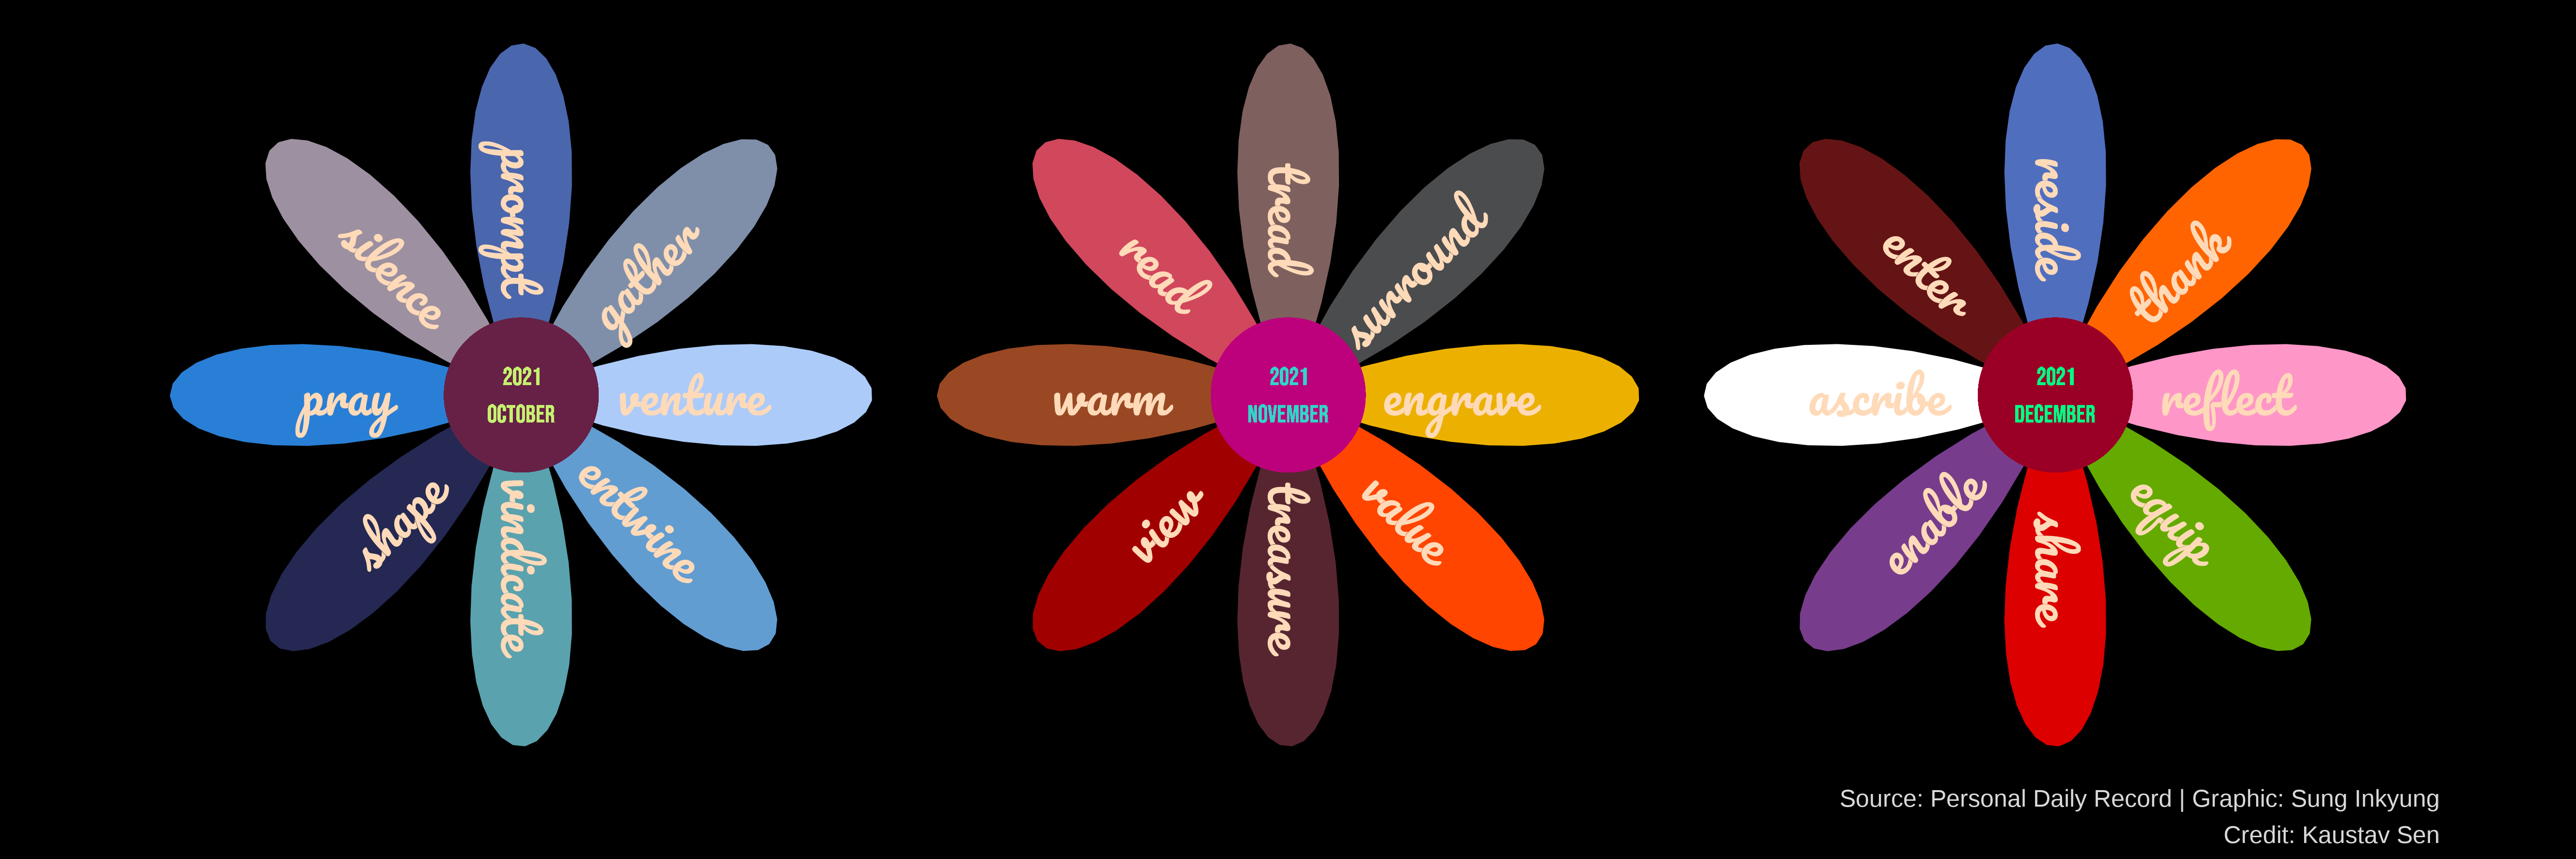 prompt
gather
venture
entwine
vindicate
shape
pray
silence
2021
OCTOBER
tread
surround
engrave
value
treasure
view
warm
read
2021
NOVEMBER
reside
thank
reflect
equip
share
enable
ascribe
enter
2021
DECEMBER
Source: Personal Daily Record | Graphic: Sung Inkyung
Credit: Kaustav Sen